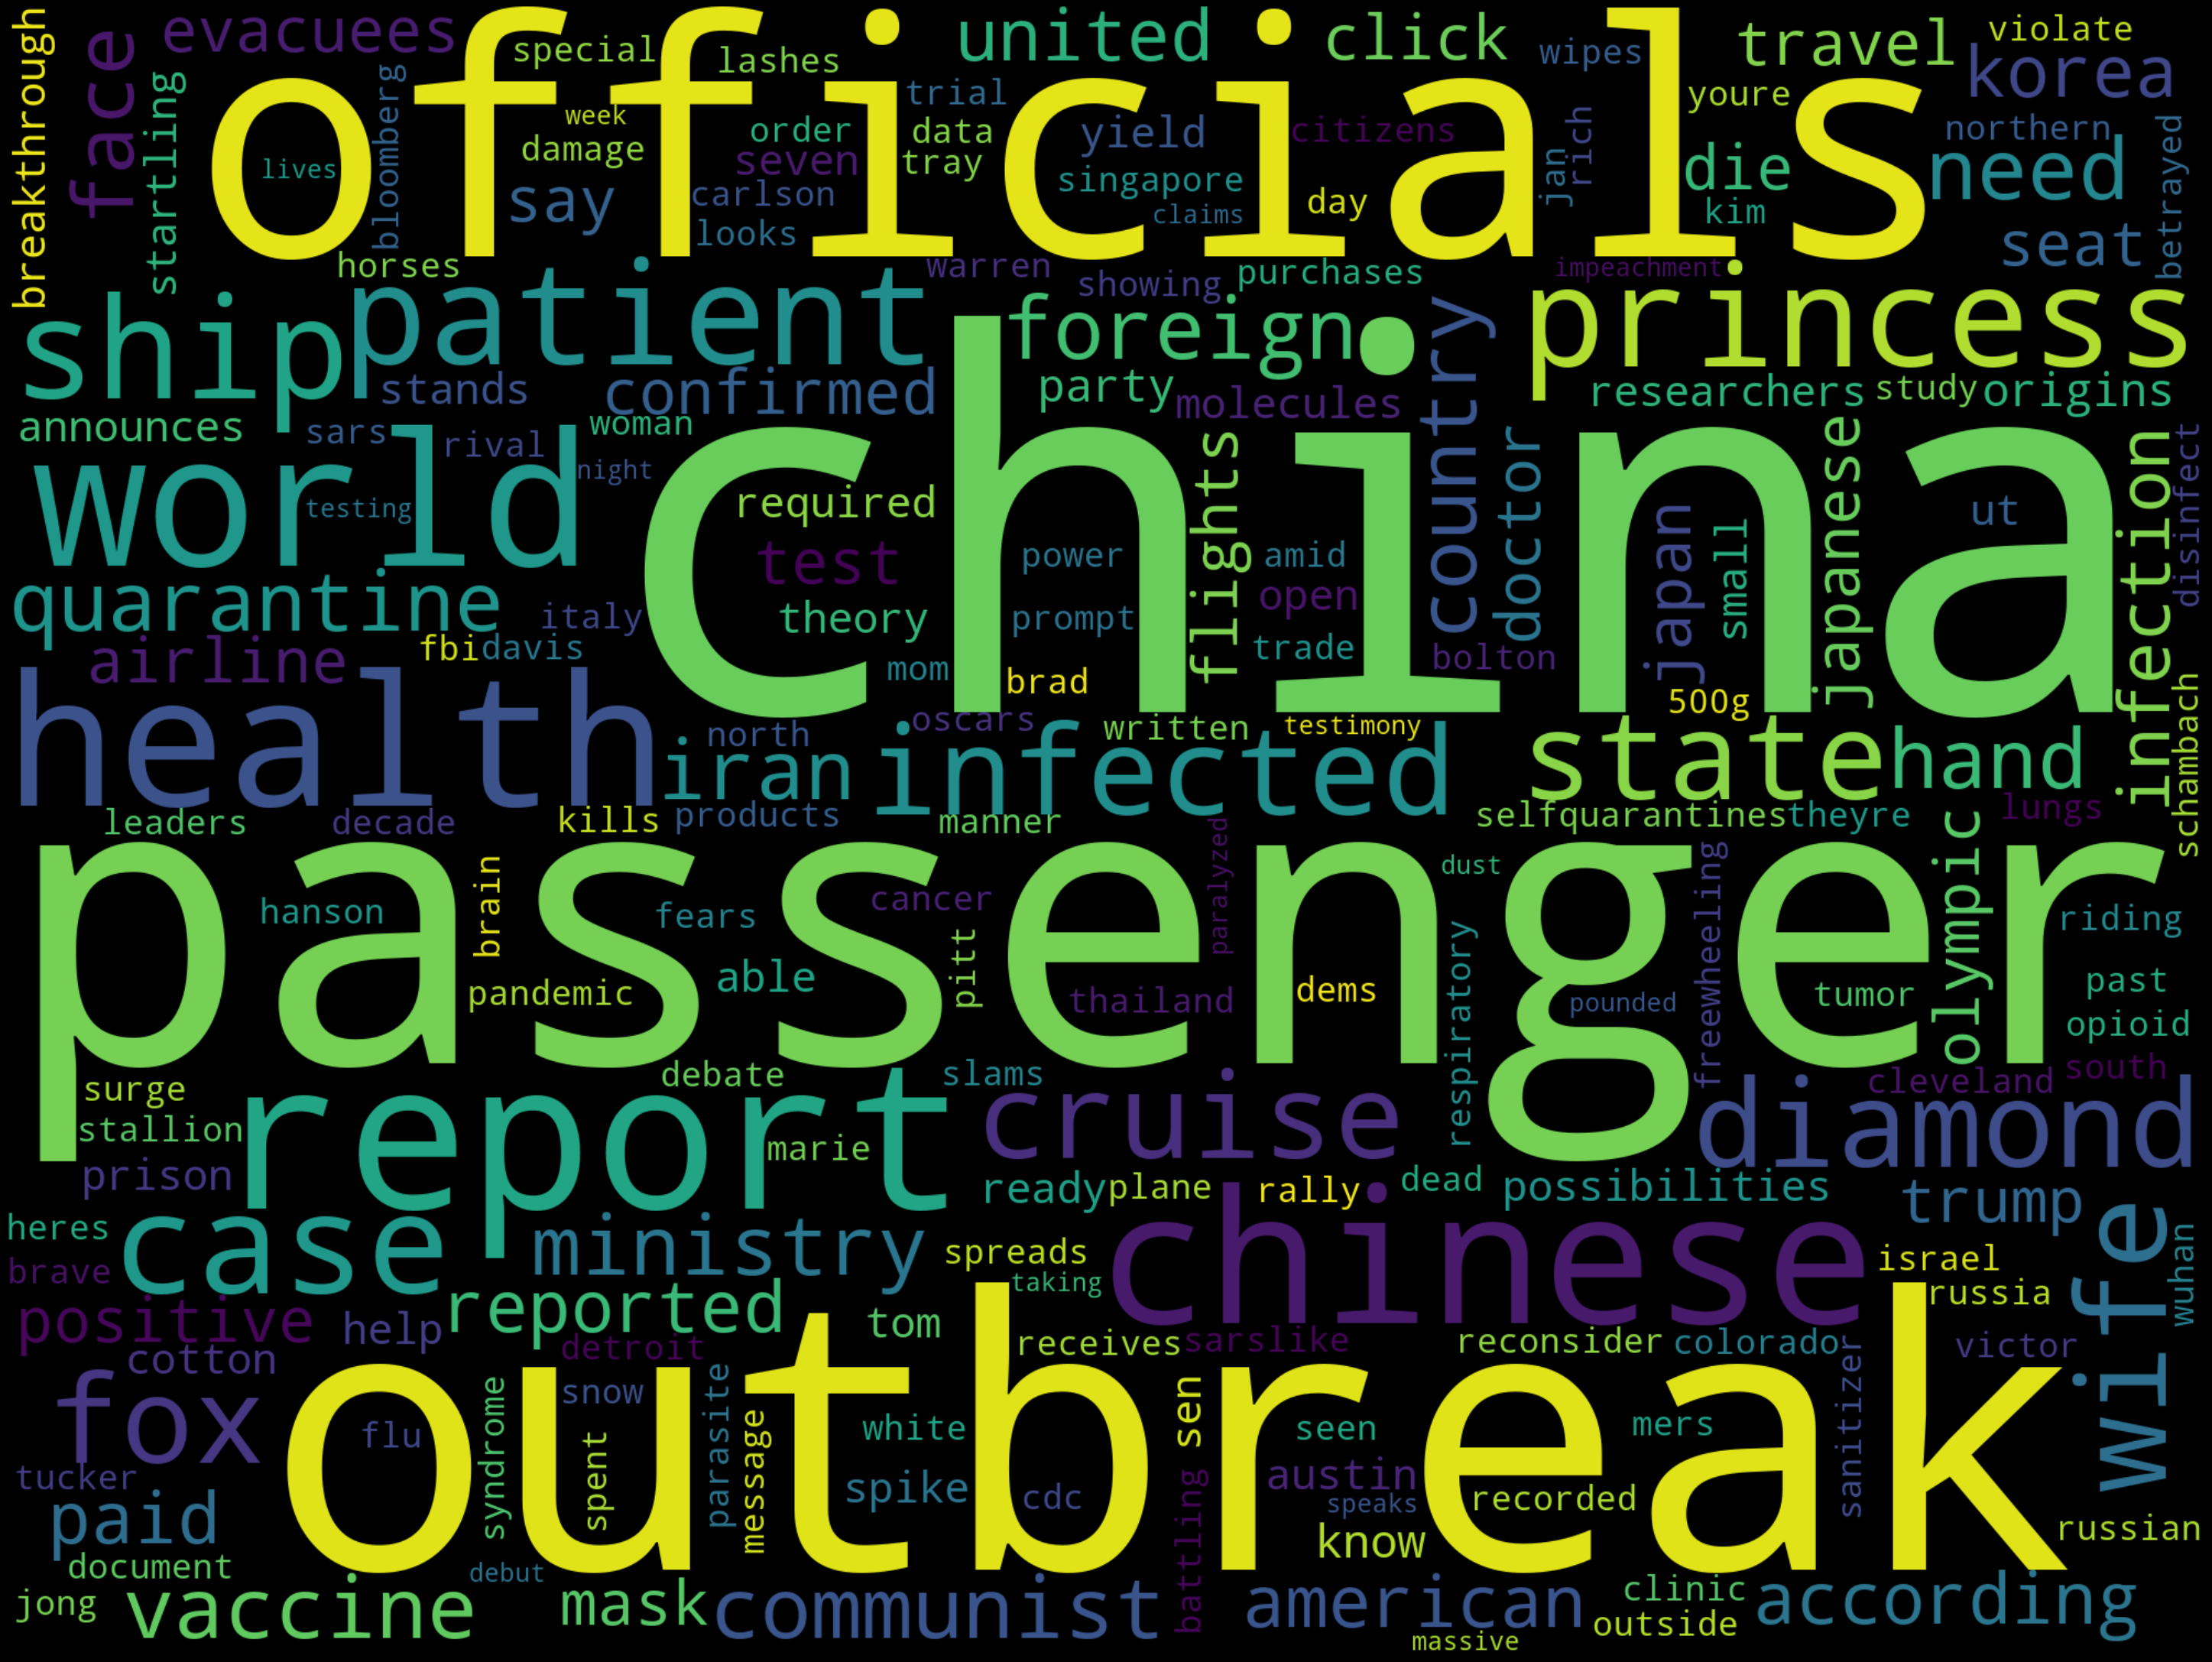 officials
breakthrough
face
evacuees
startling
bloomberg
special
lashes
united
click
wipes
travel
violate
korea
lives
week
damage
say
trial
order
data
seven
tray
carlson
looks
yield
citizens
singapore
claims
day
jan
rich
youre
die
kim
northern
need
seat
betrayed
horses
warren
showing
purchases
impeachment
ship
patient
foreign
country
princess
stands
confirmed
party
molecules
researchers
study
origins
announces
sars
rival
woman
night
world
testing
china
required
test
theory
power
prompt
flights
amid
open
trade
doctor
japan
small
japanese
ut
infection
disinfect
quarantine
italy
airline
fbi
davis
mom
brad
bolton
500g
schambach
health
north
iran
oscars
infected
written
testimony
state
hand
leaders
decade
kills
products
manner
selfquarantines
theyre
lungs
passenger
hanson
brain
fears
cancer
paralyzed
dust
freewheeling
olympic
riding
pandemic
able
pitt
thailand
dems
respiratory
pounded
tumor
past
opioid
surge
debate
slams
cleveland
south
stallion
report
marie
cruise
diamond
prison
ready
plane
rally
dead
possibilities
trump
wife
heres
case
ministry
spreads
chinese
israel
wuhan
brave
taking
russia
positive
help
reported
tom
receives
sarslike
reconsider
colorado
victor
cotton
detroit
fox
outbreak
flu
syndrome
snow
spent
parasite
message
white
spike
cdc
sen
battling
seen
austin
speaks
mers
recorded
sanitizer
tucker
paid
know
russian
document
debut
jong
vaccine
mask
communist
american
clinic
outside
according
massive